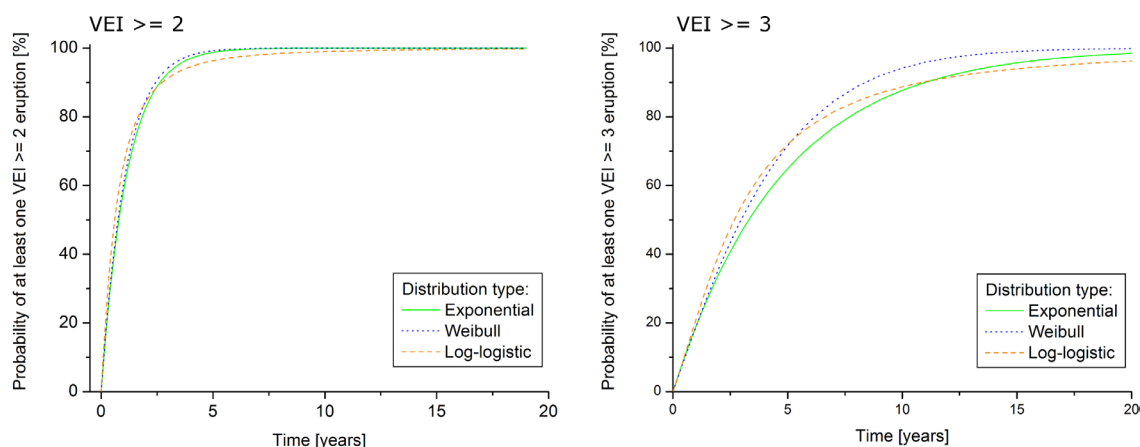 VEI >= 2
Probability of at least one VEI >= 2 eruption [%]
100
80
60
40
20
0
0 5 10 15 20
Time [years]
Distribution type:
Exponential
Weibull
Log-logistic
VEI >= 3
Probability of at least one VEI >= 3 eruption [%]
100
80
60
40
20
0
0 5 10 15 20
Time [years]
Distribution type:
Exponential
Weibull
Log-logistic